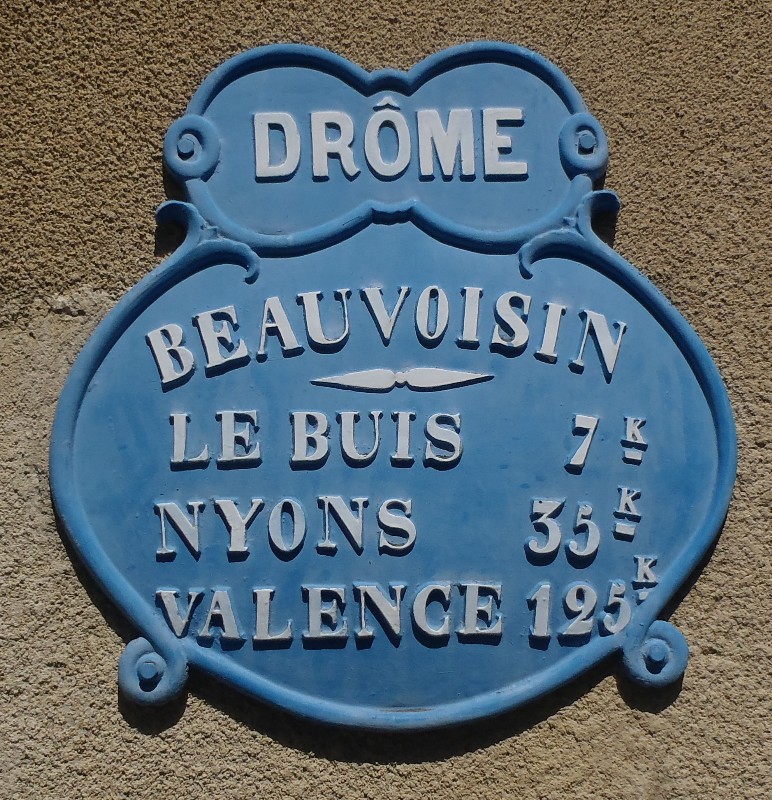 DRÔME
BEAUVOISIN
LE BUIS 7 K
NYONS 35 K
VALENCE 125 K